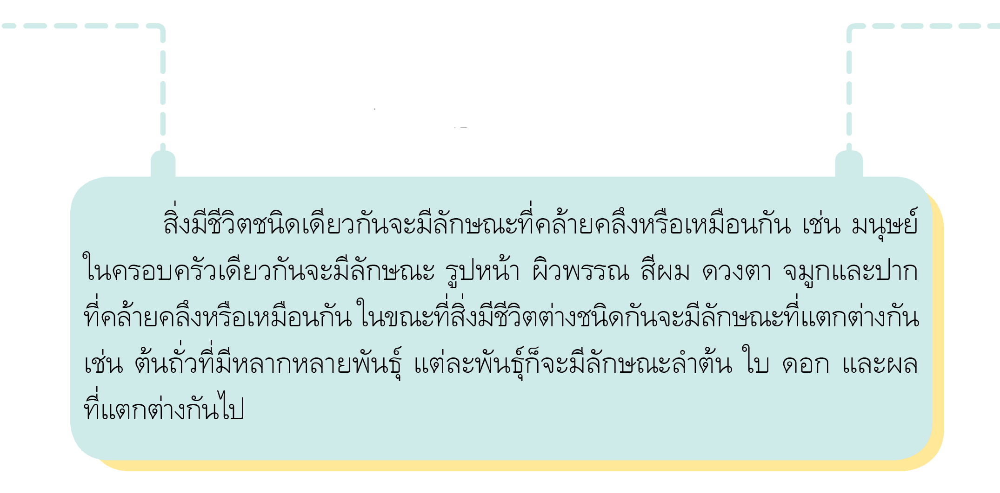 สิ่งมีชีวิตชนิดเดียวกันจะมีลักษณะที่คล้ายคลึงหรือเหมือนกัน เช่น มนุษย์
ในครอบครัวเดียวกันจะมีลักษณะ รูปหน้า ผิวพรรณ สีผม ดวงตา จมูกและปาก
ที่คล้ายคลึงหรือเหมือนกัน ในขณะที่สิ่งมีชีวิตต่างชนิดกันจะมีลักษณะที่แตกต่างกัน
เช่น ต้นถั่วที่มีหลากหลายพันธุ์ แต่ละพันธุ์ก็จะมีลักษณะลำต้น ใบ ดอก และผล
ที่แตกต่างกันไป